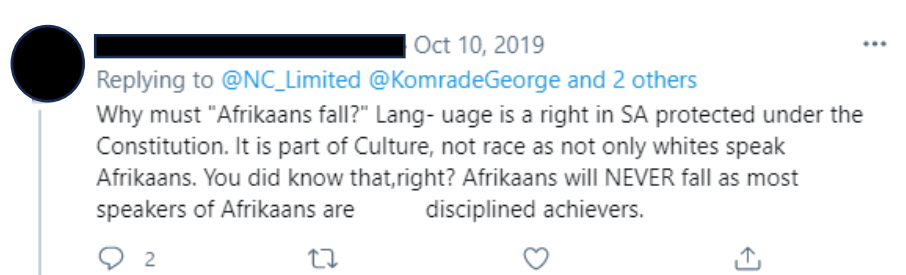 Oct 10, 2019
Replying to @NC_Limited @KomradeGeorge and 2 others
Why must "Afrikaans fall?" Lang- uage is a right in SA protected under the
Constitution. It is part of Culture, not race as not only whites speak
Afrikaans. You did know that,right? Afrikaans will NEVER fall as most
speakers of Afrikaans are disciplined achievers.
2